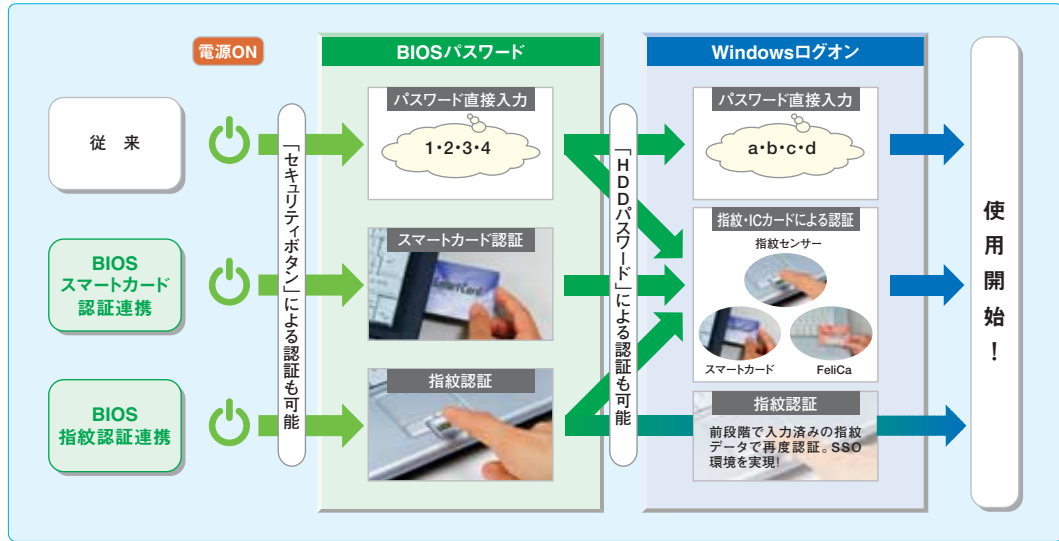 電源ON
BIOSパスワード
Windowsログオン
従 来
「セキュリティボタン」による認証も可能
パスワード直接入力
1・2・3・4
「HDDパスワード」による認証も可能
パスワード直接入力
a・b・c・d
使用開始！
BIOS
スマートカード
認証連携
スマートカード認証
SmartCard
指紋・ICカードによる認証
指紋センサー
スマートカード
FeliCa
BIOS
指紋認証連携
指紋認証
指紋認証
前段階で入力済みの指紋
データで再度認証。SSO
環境を実現!